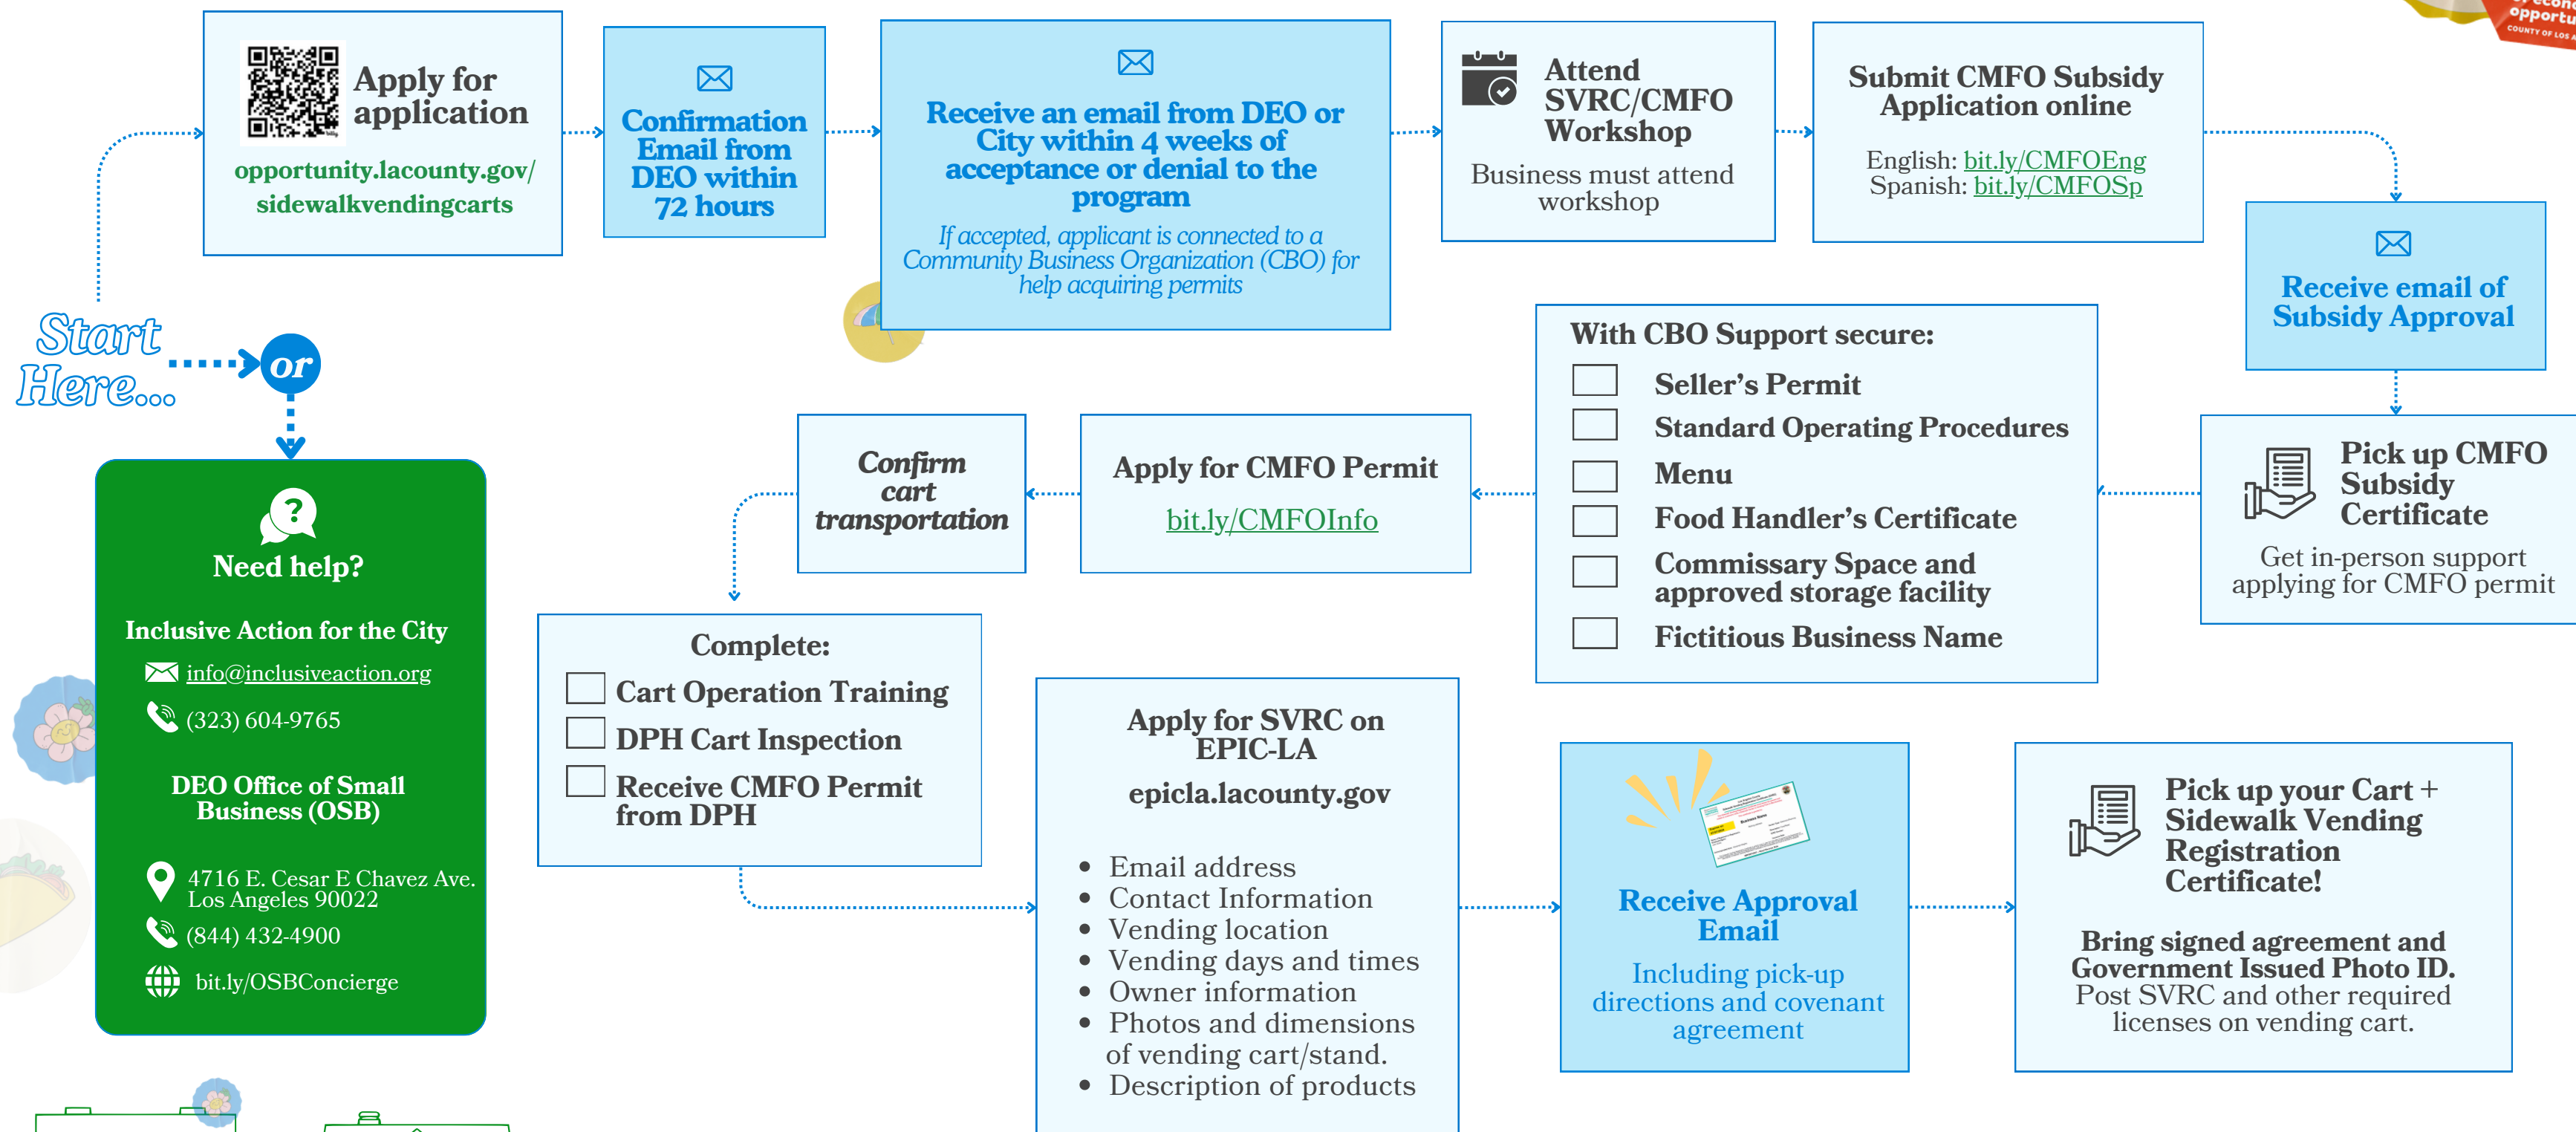 Apply for
application
opportunity.lacounty.gov/
sidewalkvendingcarts
Confirmation
Email from
DEO within
72 hours
Receive an email from DEO or
City within 4 weeks of
acceptance or denial to the
program
If accepted, applicant is connected to a
Community Business Organization (CBO) for
help acquiring permits
Attend
SVRC/CMFO
Workshop
Business must attend
workshop
Submit CMFO Subsidy
Application online
English: bit.ly/CMFOEng
Spanish: bit.ly/CMFOSp
opportu
COUNTY OF LOS A
Receive email of
Subsidy Approval
Start
Here...
or
Pick up CMFO
Subsidy
Certificate
Get in-person support
applying for CMFO permit
With CBO Support secure:
Seller's Permit
Standard Operating Procedures
Menu
Food Handler's Certificate
Commissary Space and
approved storage facility
Fictitious Business Name
Apply for CMFO Permit
bit.ly/CMFOInfo
Confirm
cart
transportation
Need help?
Inclusive Action for the City
info@inclusiveaction.org
(323) 604-9765
DEO Office of Small
Business (OSB)
4716 E. Cesar E Chavez Ave.
Los Angeles 90022
(844) 432-4900
bit.ly/OSBConcierge
Complete:
Cart Operation Training
DPH Cart Inspection
Receive CMFO Permit
from DPH
Apply for SVRC on
EPIC-LA
epicla.lacounty.gov
• Email address
• Contact Information
• Vending location
• Vending days and times
• Owner information
• Photos and dimensions
of vending cart/stand.
• Description of products
Business Name
Receive Approval
Email
Including pick-up
directions and covenant
agreement
Pick up your Cart +
Sidewalk Vending
Registration
Certificate!
Bring signed agreement and
Government Issued Photo ID.
Post SVRC and other required
licenses on vending cart.